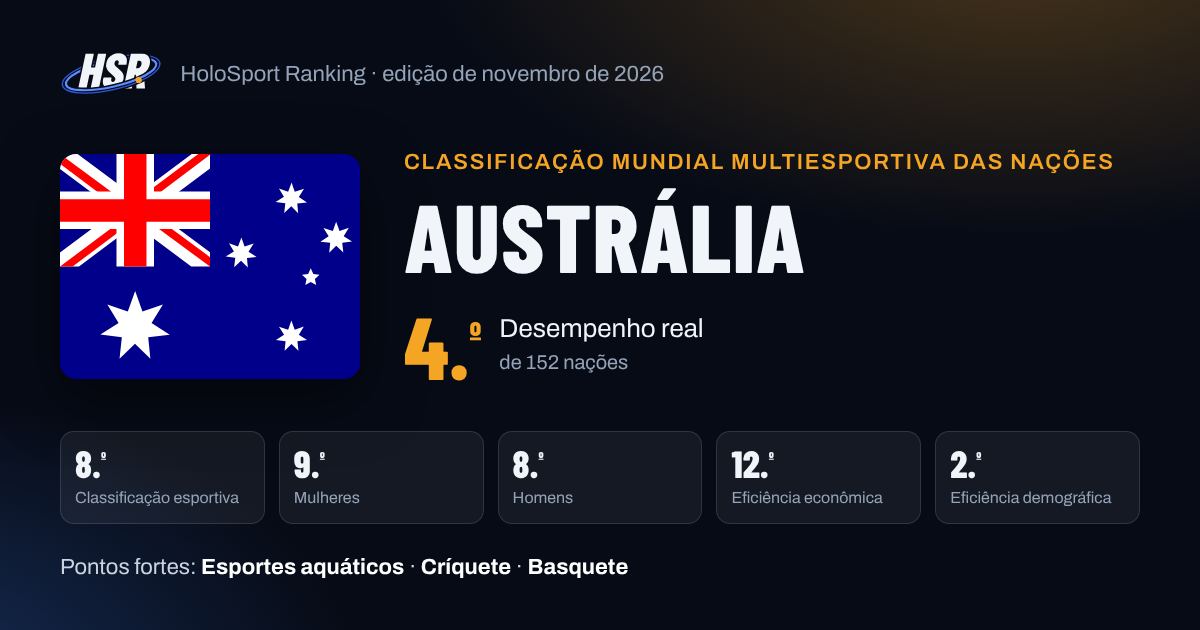 HSR
HoloSport Ranking · edição de novembro de 2026
CLASSIFICAÇÃO MUNDIAL MULTIESPORTIVA DAS NAÇÕES
AUSTRÁLIA
4.º
Desempenho real
de 152 nações
8.º
Classificação esportiva
9.º
Mulheres
8.º
Homens
12.º
Eficiência econômica
2.º
Eficiência demográfica
Pontos fortes: Esportes aquáticos · Críquete · Basquete